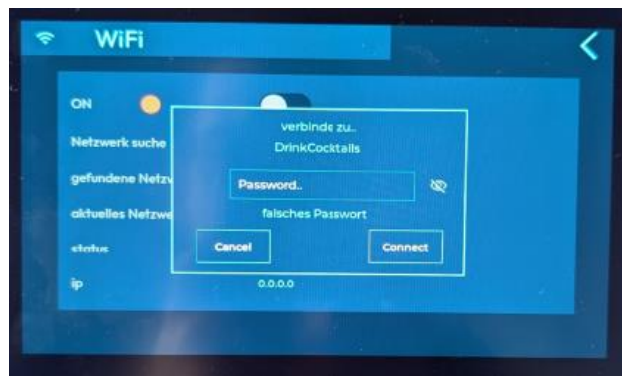 WiFi
ON
verbinde zu..
DrinkCocktails
Netzwerk suche
gefundene Netzw
Password..
aktuelles Netzwe
falsches Passwort
status
Cancel
Connect
ip
0.0.0.0